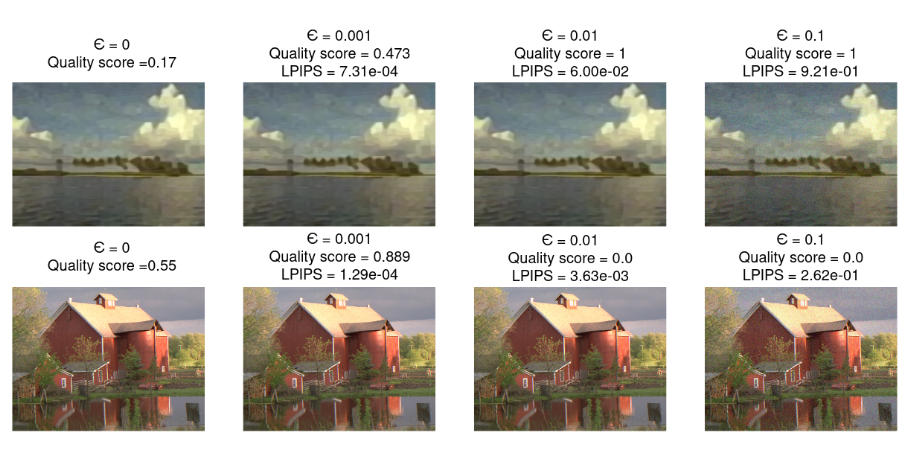 Є = 0
Quality score =0.17
Є = 0.001
Quality score = 0.473
LPIPS = 7.31e-04
Є = 0.01
Quality score = 1
LPIPS = 6.00e-02
Є = 0.1
Quality score = 1
LPIPS = 9.21e-01
Є = 0
Quality score =0.55
Є = 0.001
Quality score = 0.889
LPIPS = 1.29e-04
Є = 0.01
Quality score = 0.0
LPIPS = 3.63e-03
Є = 0.1
Quality score = 0.0
LPIPS = 2.62e-01